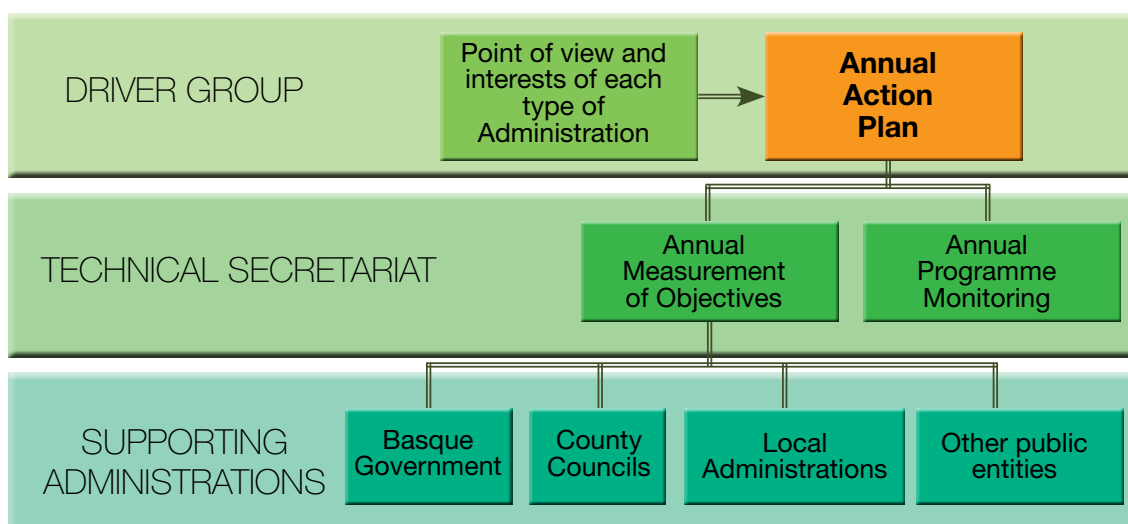 DRIVER GROUP
Point of view and
interests of each
type of
Administration
Annual
Action
Plan
TECHNICAL SECRETARIAT
Annual
Measurement
of Objectives
Annual
Programme
Monitoring
SUPPORTING
ADMINISTRATIONS
Basque
Government
County
Councils
Local
Administrations
Other public
entities